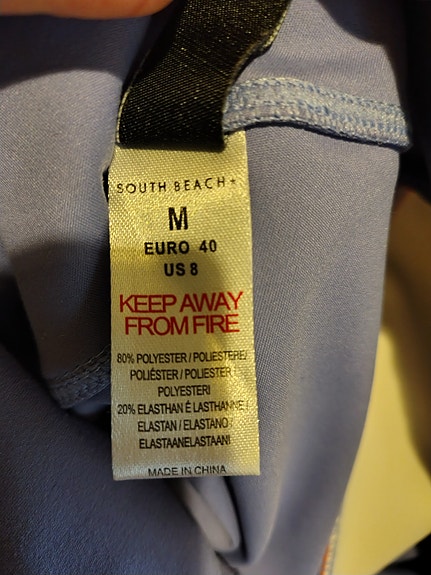 SOUTH BEACH+
M
EURO 40
US 8
KEEP AWAY
FROM FIRE
80% POLYESTER / POLIESTERE/
POLIÉSTER / POLIESTER
POLYESTERI
20% ELASTHAN É LASTHANNE/
ELASTAN / ELASTANO
ELASTAANELASTAANI
MADE IN CHINA